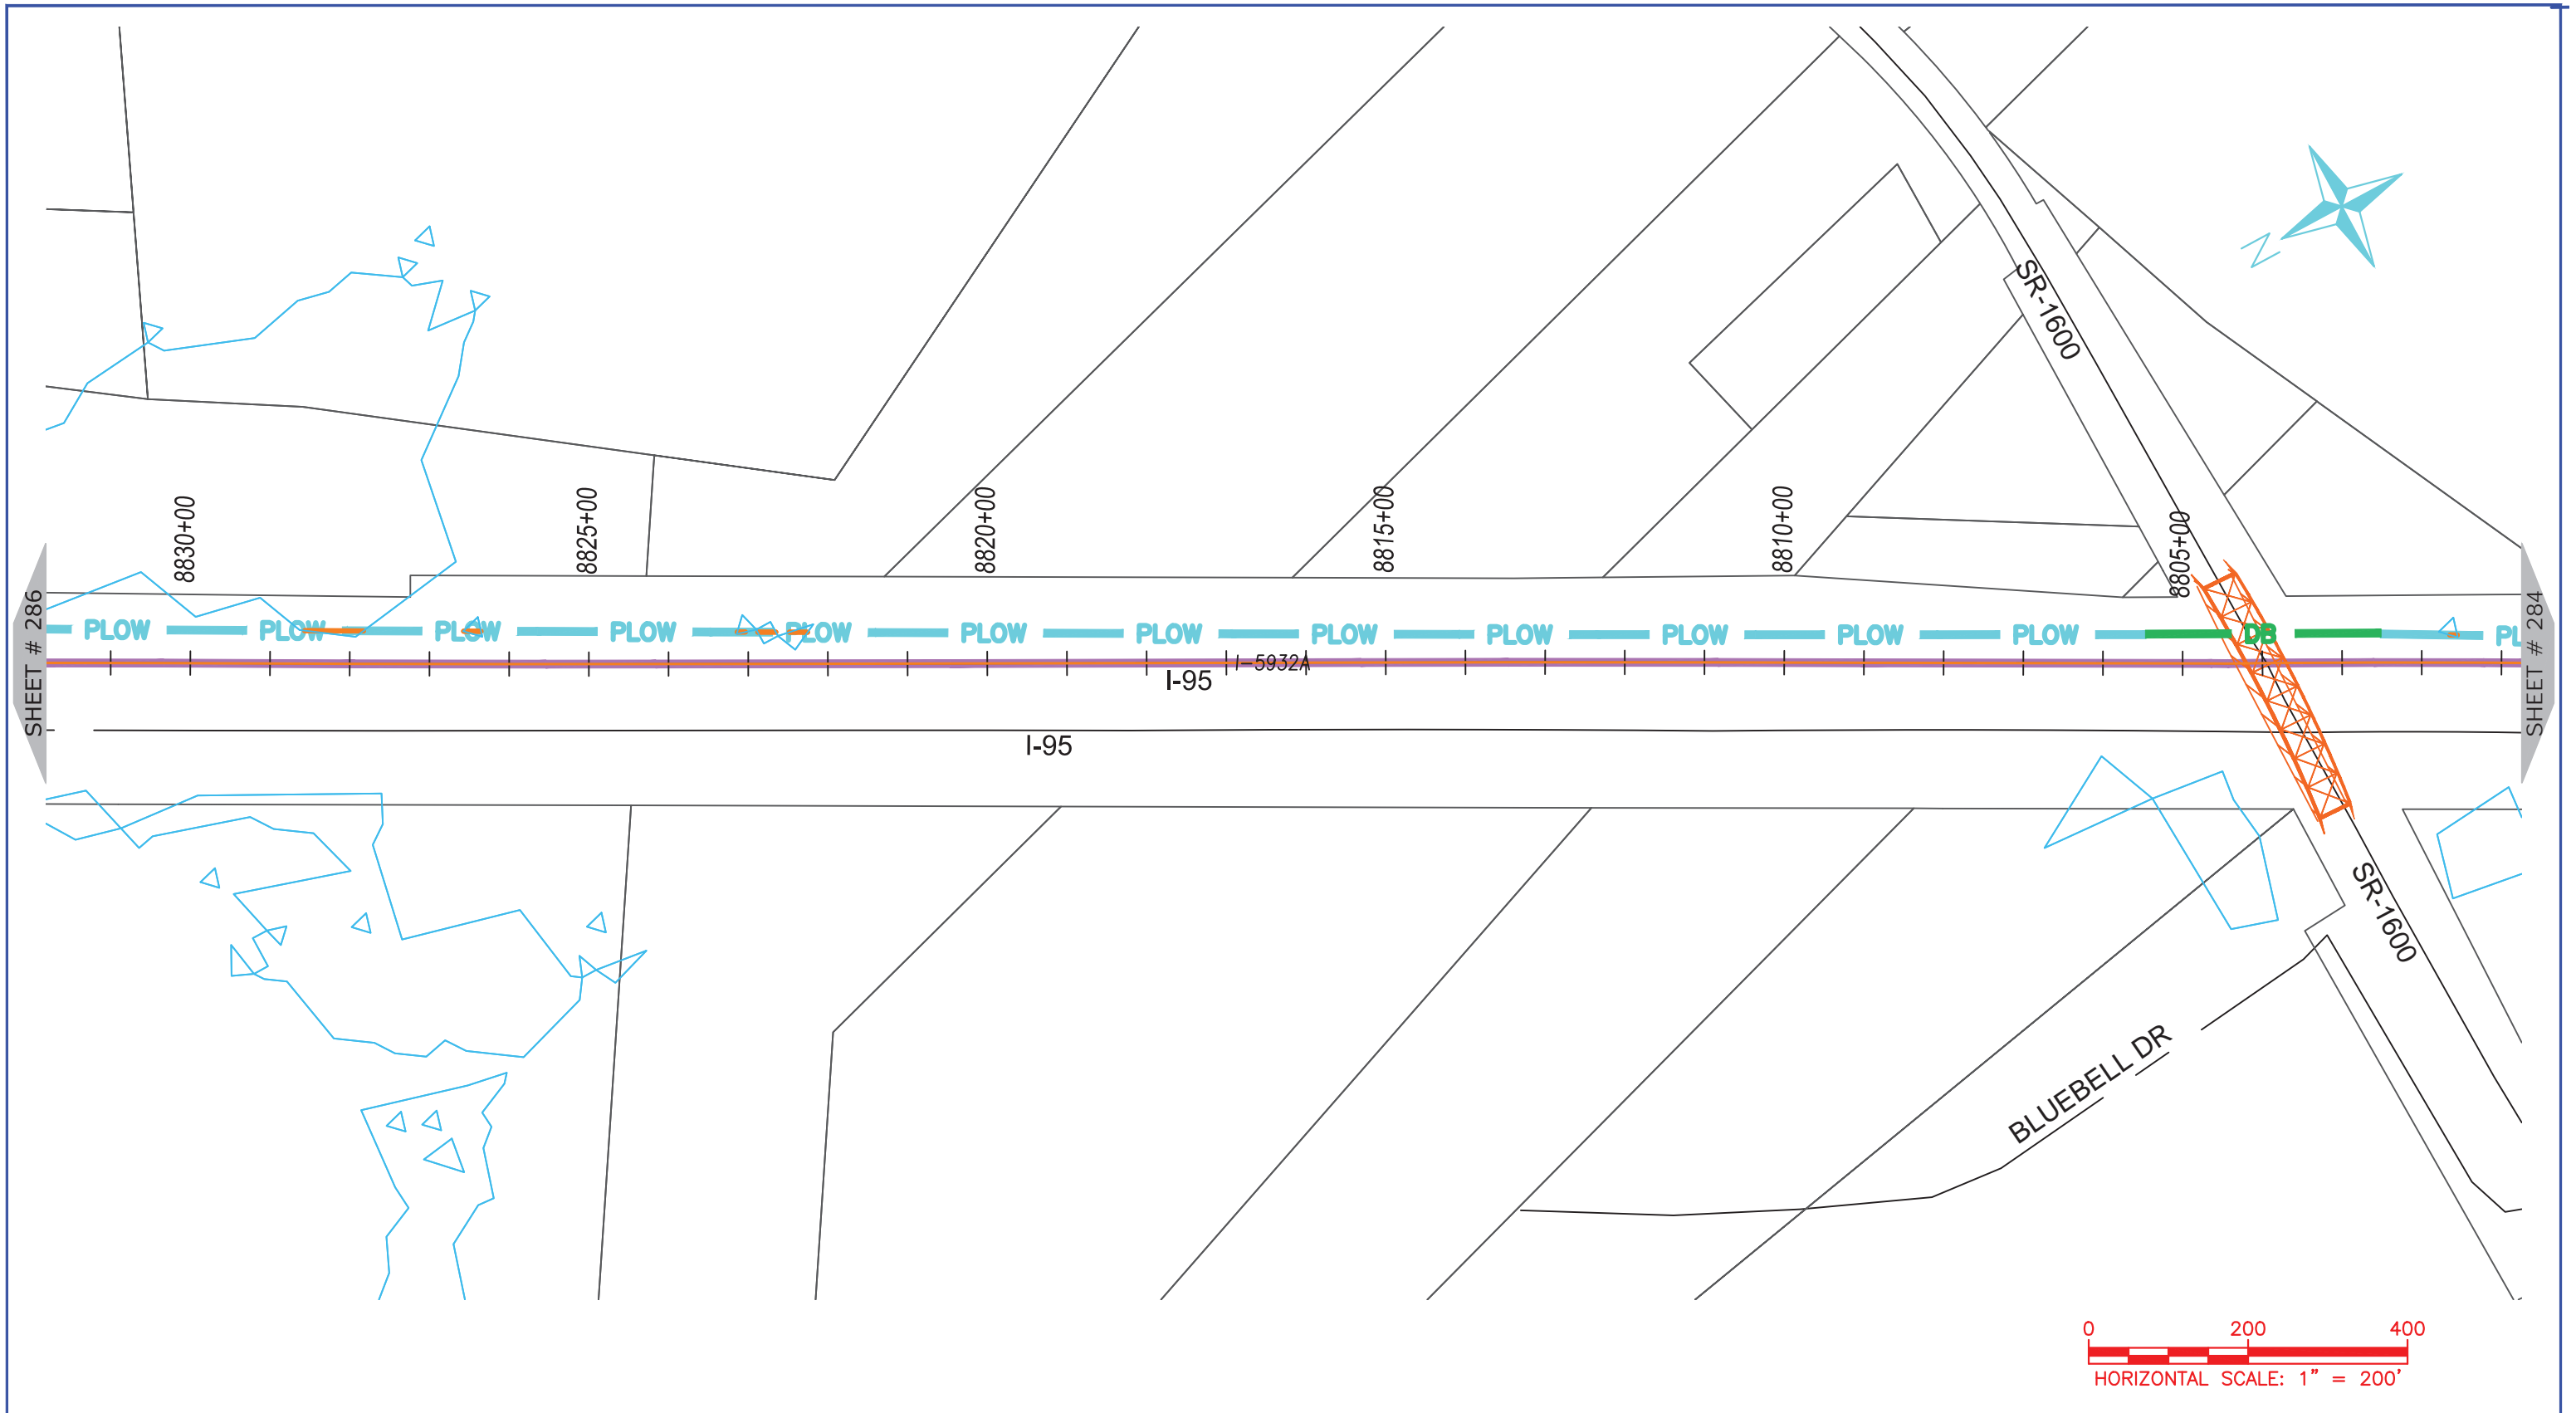 N
SR-1600
8830+00
8825+00
8820+00
8815+00
8810+00
8805+00
SHEET # 286
PLOW PLOW PLOW PLOW PLOW PLOW PLOW PLOW PLOW PLOW PLOW PLOW DB PL
SHEET # 284
I-5932A
I-95
I-95
SR-1600
BLUEBELL DR
0 200 400
HORIZONTAL SCALE: 1" = 200'